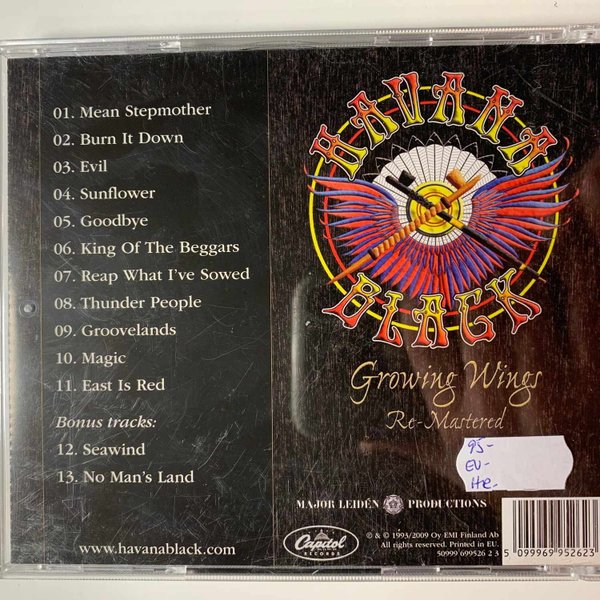 01. Mean Stepmother
02. Burn It Down
03. Evil
04. Sunflower
05. Goodbye
06. King Of The Beggars
07. Reap What I've Sowed
08. Thunder People
09. Groovelands
10. Magic
11. East Is Red
Bonus tracks:
12. Seawind
13. No Man's Land
www.havanablack.com
HAVANA
BLACK
Growing Wings
Re-Mastered
95-
EU-
MAJOR LEIDÉN PRODUCTIONS
Capitol
RECORDS
℗ & © 1993/2009 Oy EMI Finland Ab
All rights reserved. Printed in EU.
50999 699526 2 3
5 099969 952623